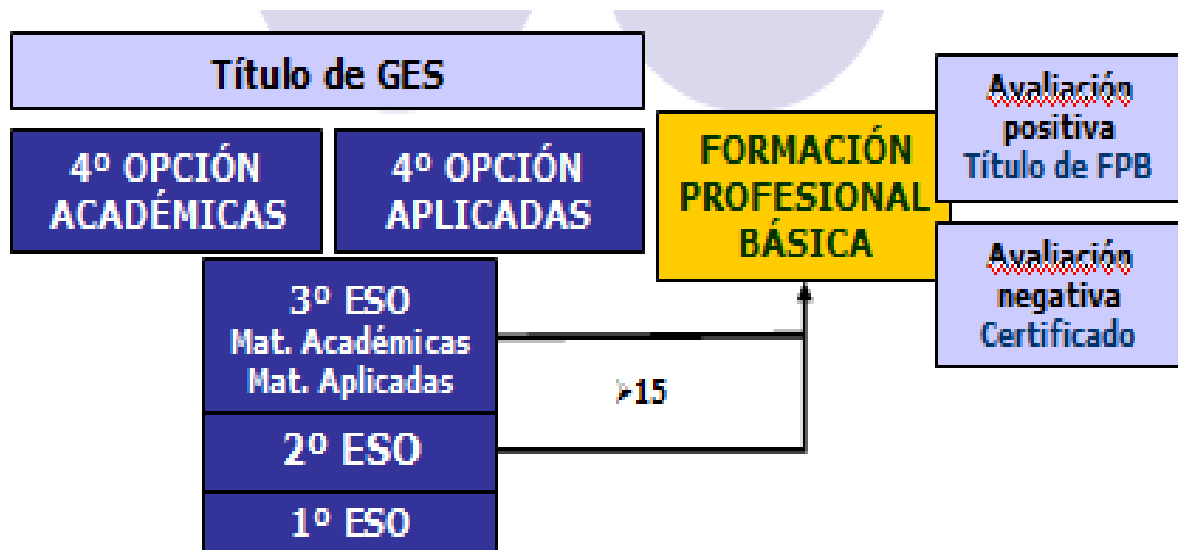 Título de GES
4º OPCIÓN
ACADÉMICAS
4º OPCIÓN
APLICADAS
FORMACIÓN
PROFESIONAL
BÁSICA
Avaliación
positiva
Título de FPB
Avaliación
negativa
Certificado
3º ESO
Mat. Académicas
Mat. Aplicadas
➢15
2º ESO
1º ESO